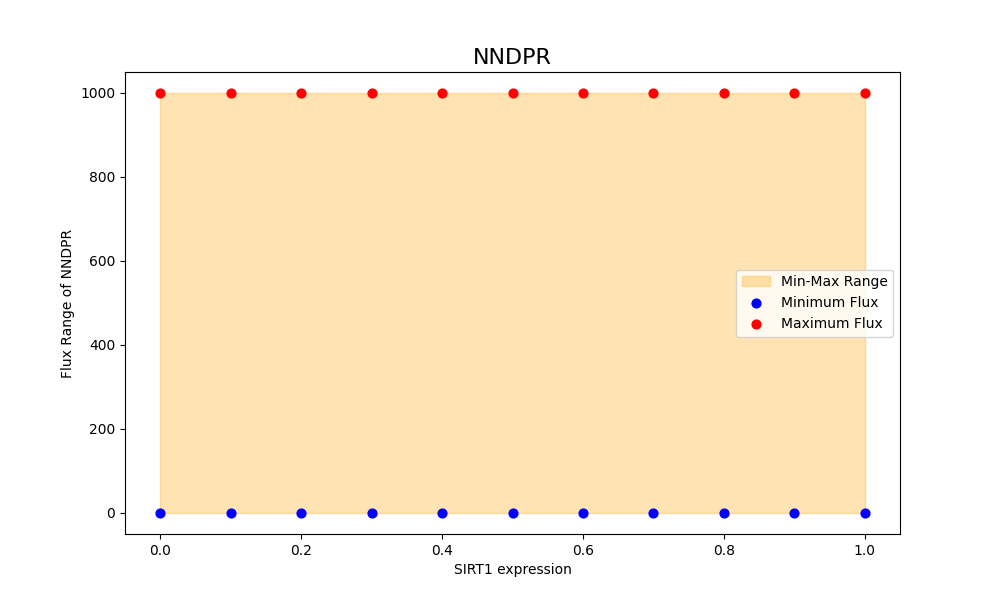 NNDPR
Flux Range of NNDPR
1000
800
600
400
200
0
Min-Max Range
Minimum Flux
Maximum Flux
0.0 0.2 0.4 0.6 0.8 1.0
SIRT1 expression